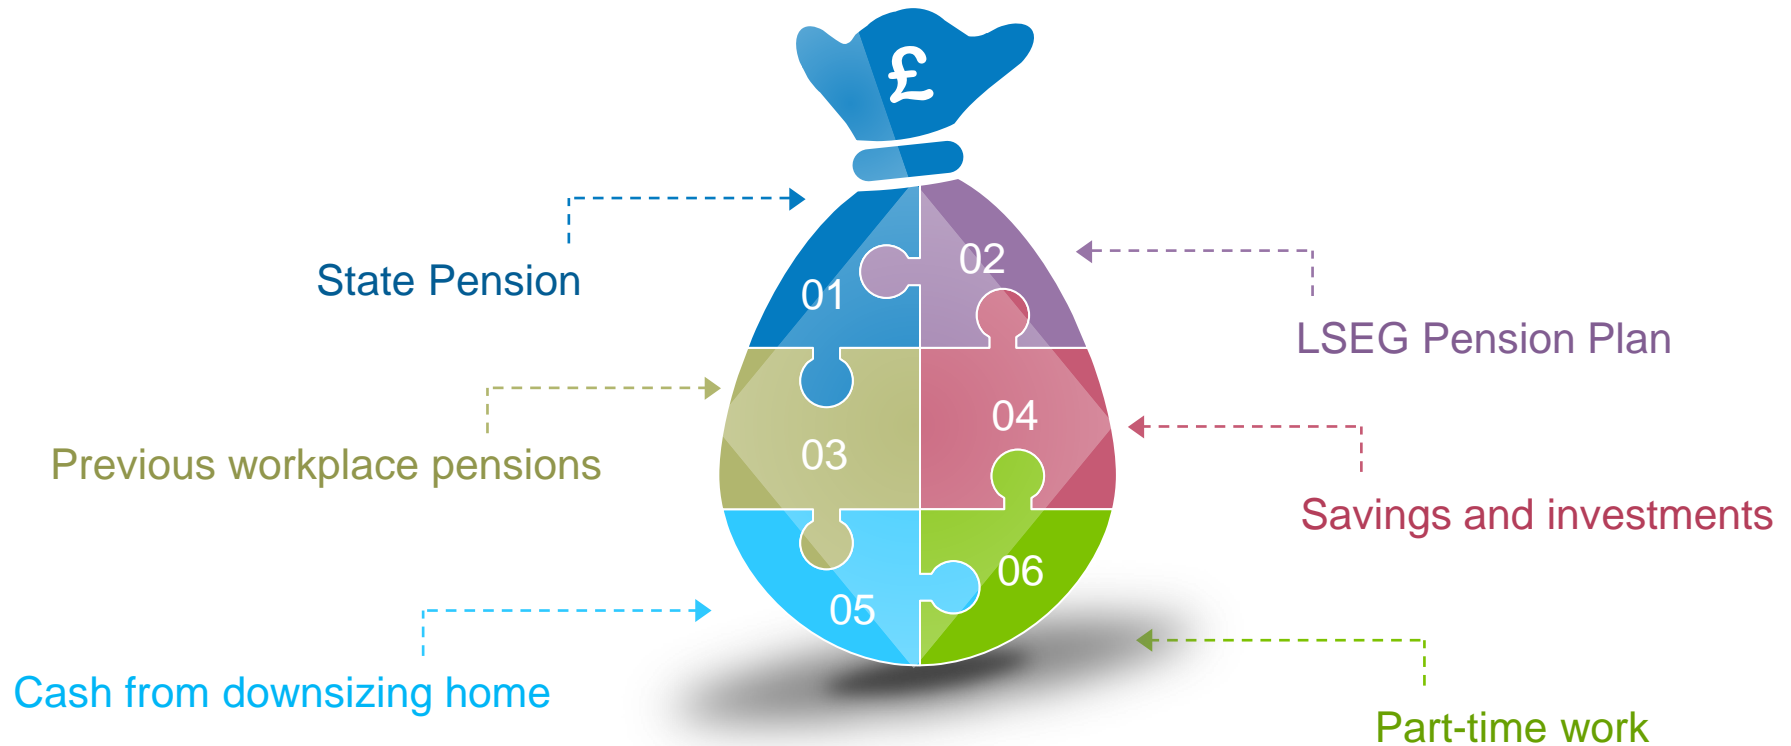 £
State Pension
01
02
LSEG Pension Plan
Previous workplace pensions
03
04
Savings and investments
Cash from downsizing home
05
06
Part-time work